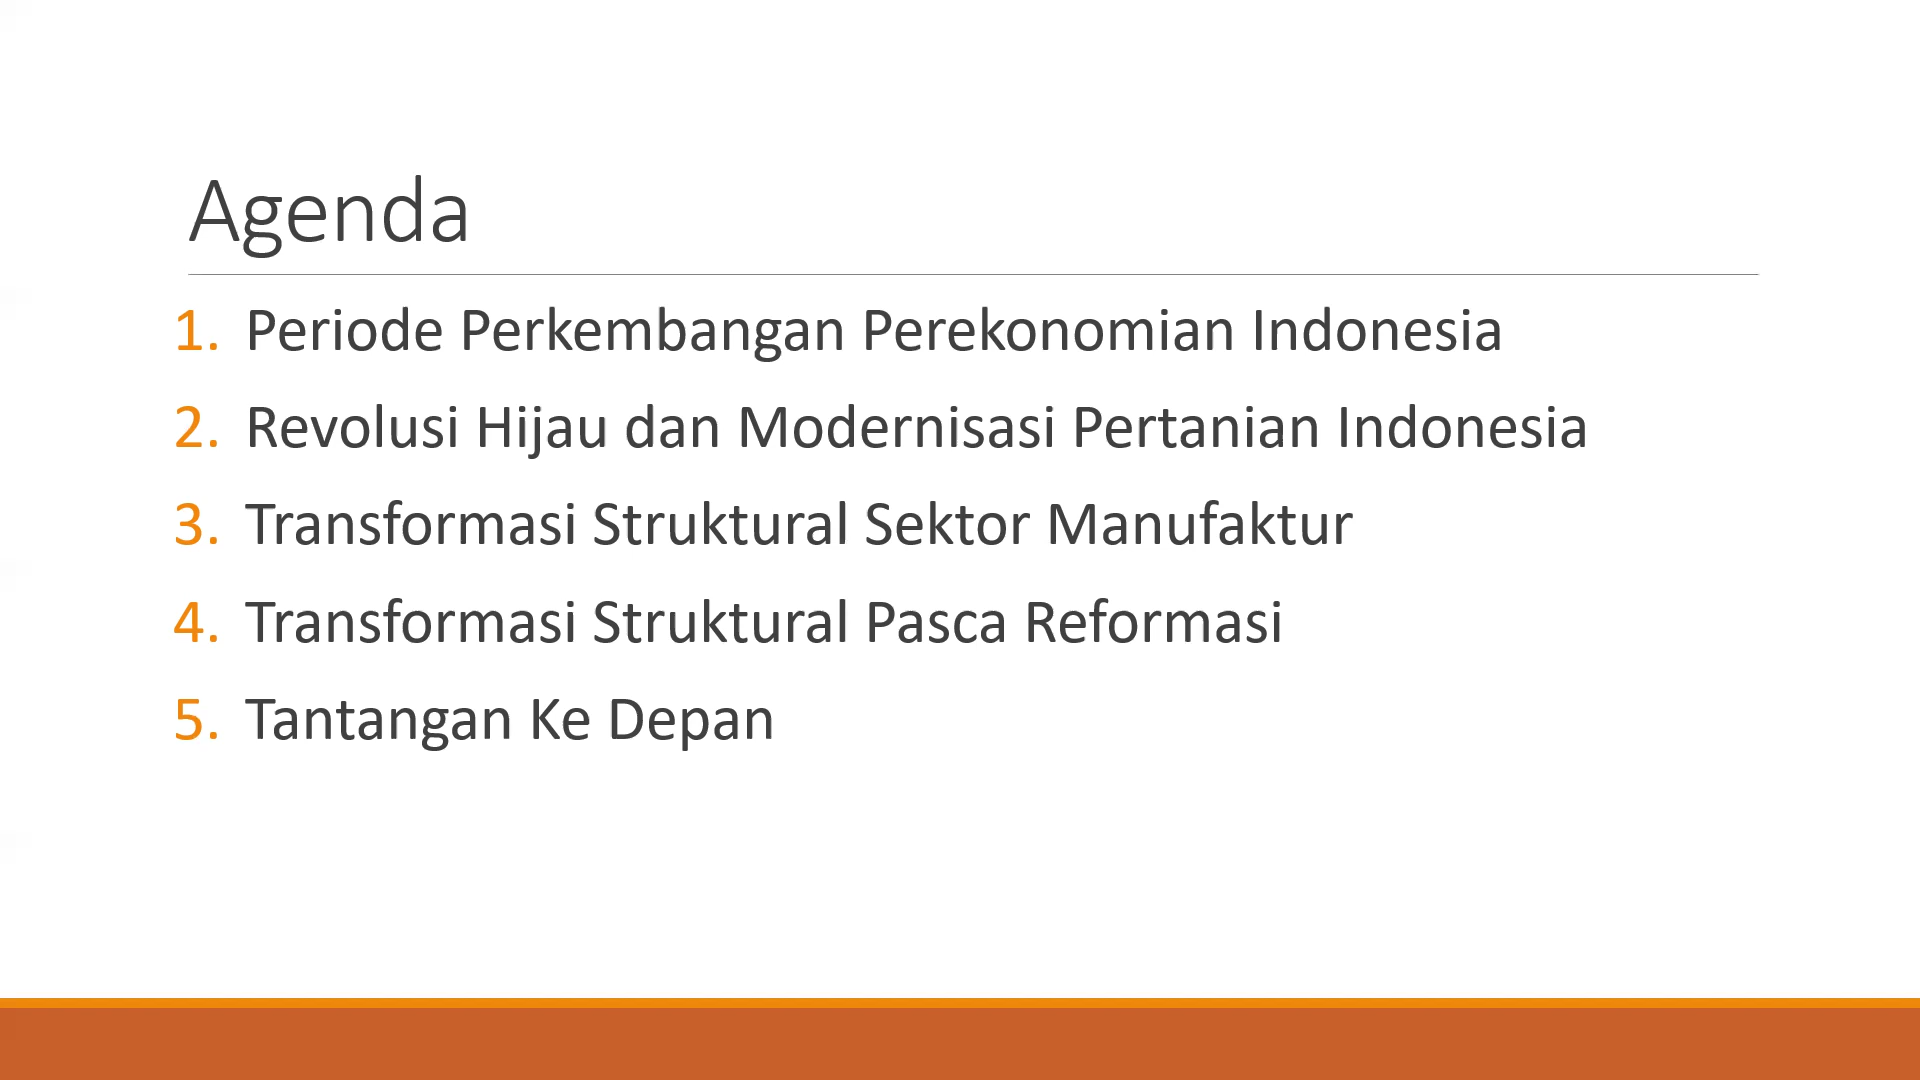 Agenda
1. Periode Perkembangan Perekonomian Indonesia
2. Revolusi Hijau dan Modernisasi Pertanian Indonesia
3. Transformasi Struktural Sektor Manufaktur
4. Transformasi Struktural Pasca Reformasi
5. Tantangan Ke Depan